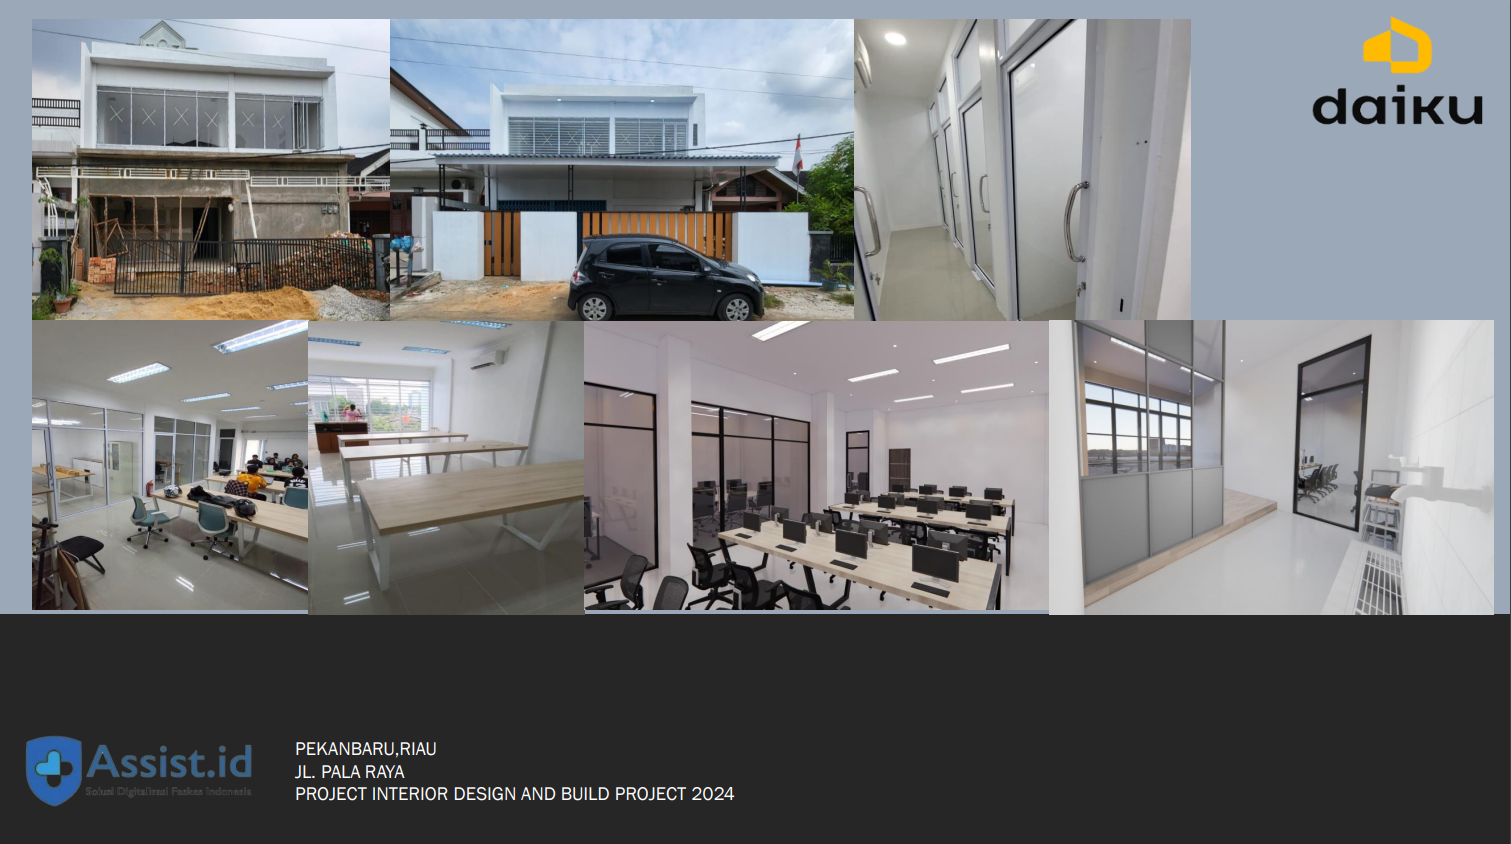 daiku
Assist.id
Solusi Digitalisasi Faskes Indonesia
PEKANBARU,RIAU
JL. PALA RAYA
PROJECT INTERIOR DESIGN AND BUILD PROJECT 2024